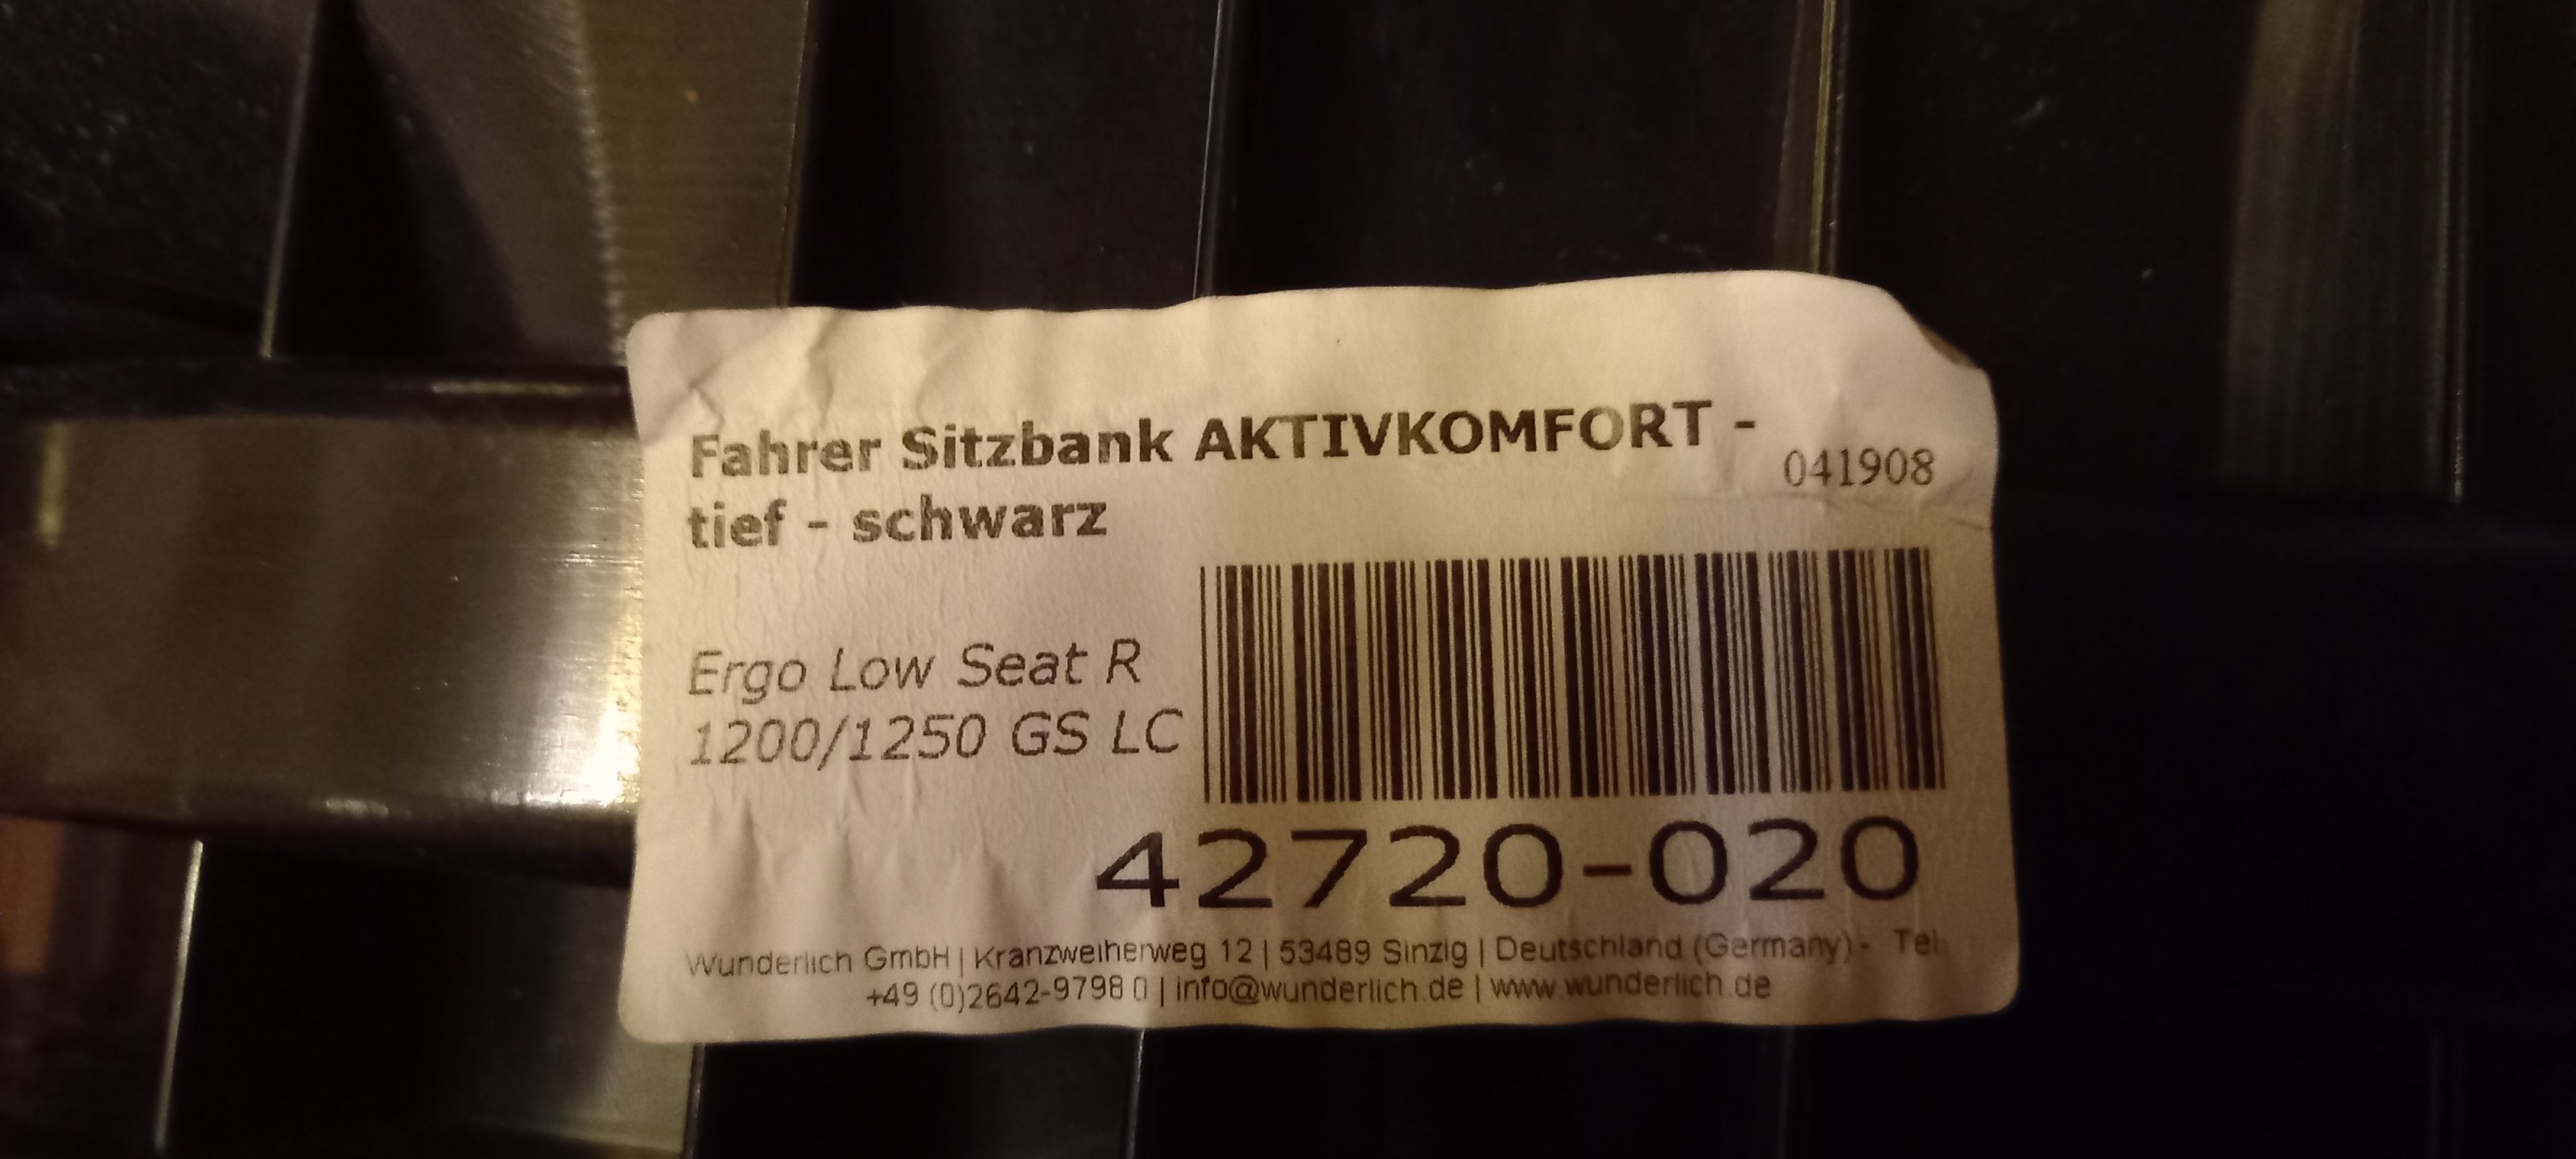 Fahrer Sitzbank AKTIVKOMFORT -
041908
tief - schwarz
Ergo Low Seat R
1200/1250 GS LC
42720-020
Wunderlich GmbH | Kranzweiherweg 12 | 53489 Sinzig | Deutschland (Germany) - Tel
+49 (0)2642-9798 0 | info@wunderlich.de | www.wunderlich.de